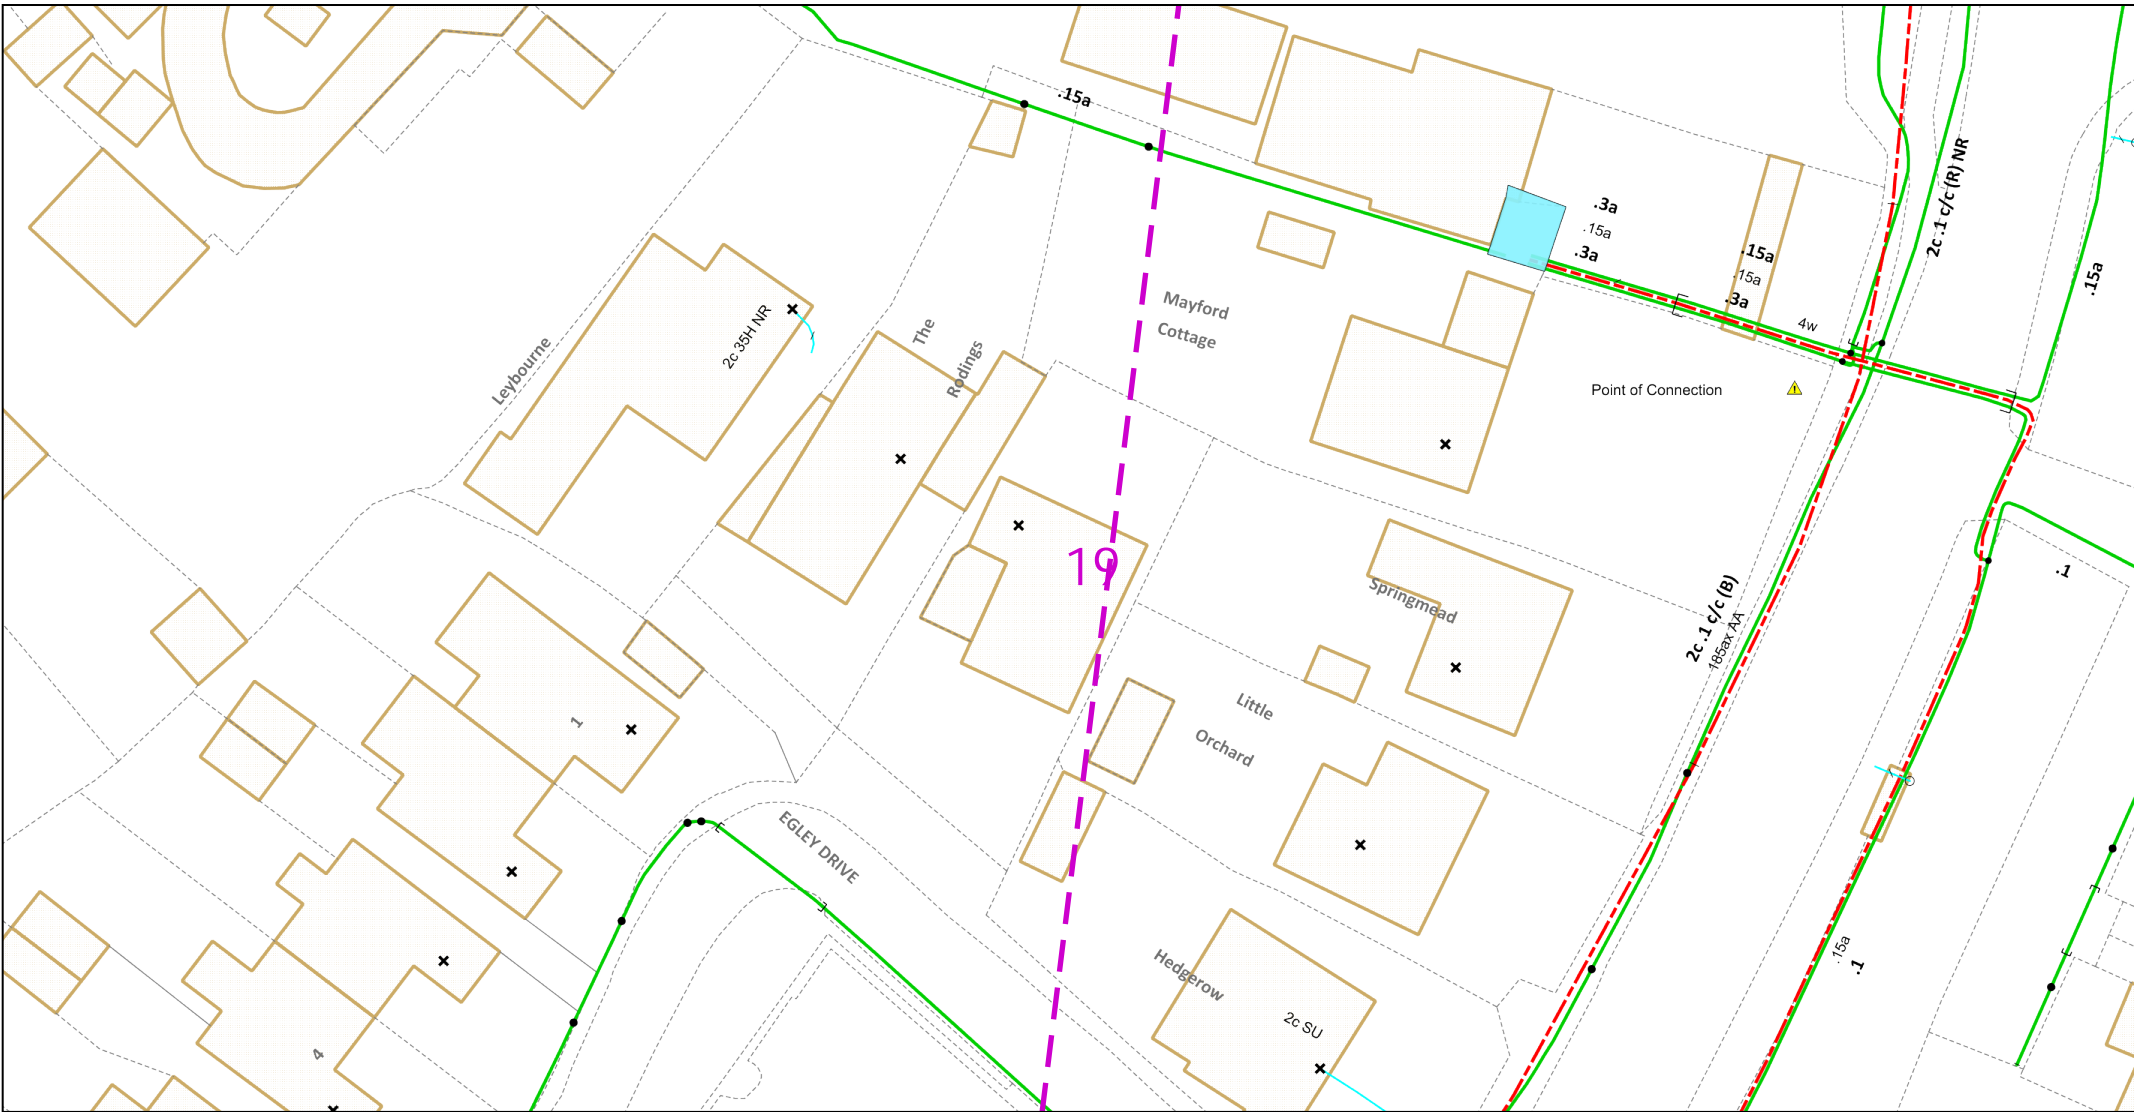 .15a
.3a
.15a
.3a
.15a
.15a
.3a
4w
2c .1 c/c (R) NR
.15a
Mayford
Cottage
The
Rodings
2c 35H NR
Leybourne
Point of Connection
19
Springmead
2c .1 c/c (B)
185ax AA
.1
Little
Orchard
1
EGLEY DRIVE
.15a
.1
Hedgerow
2c SU
4